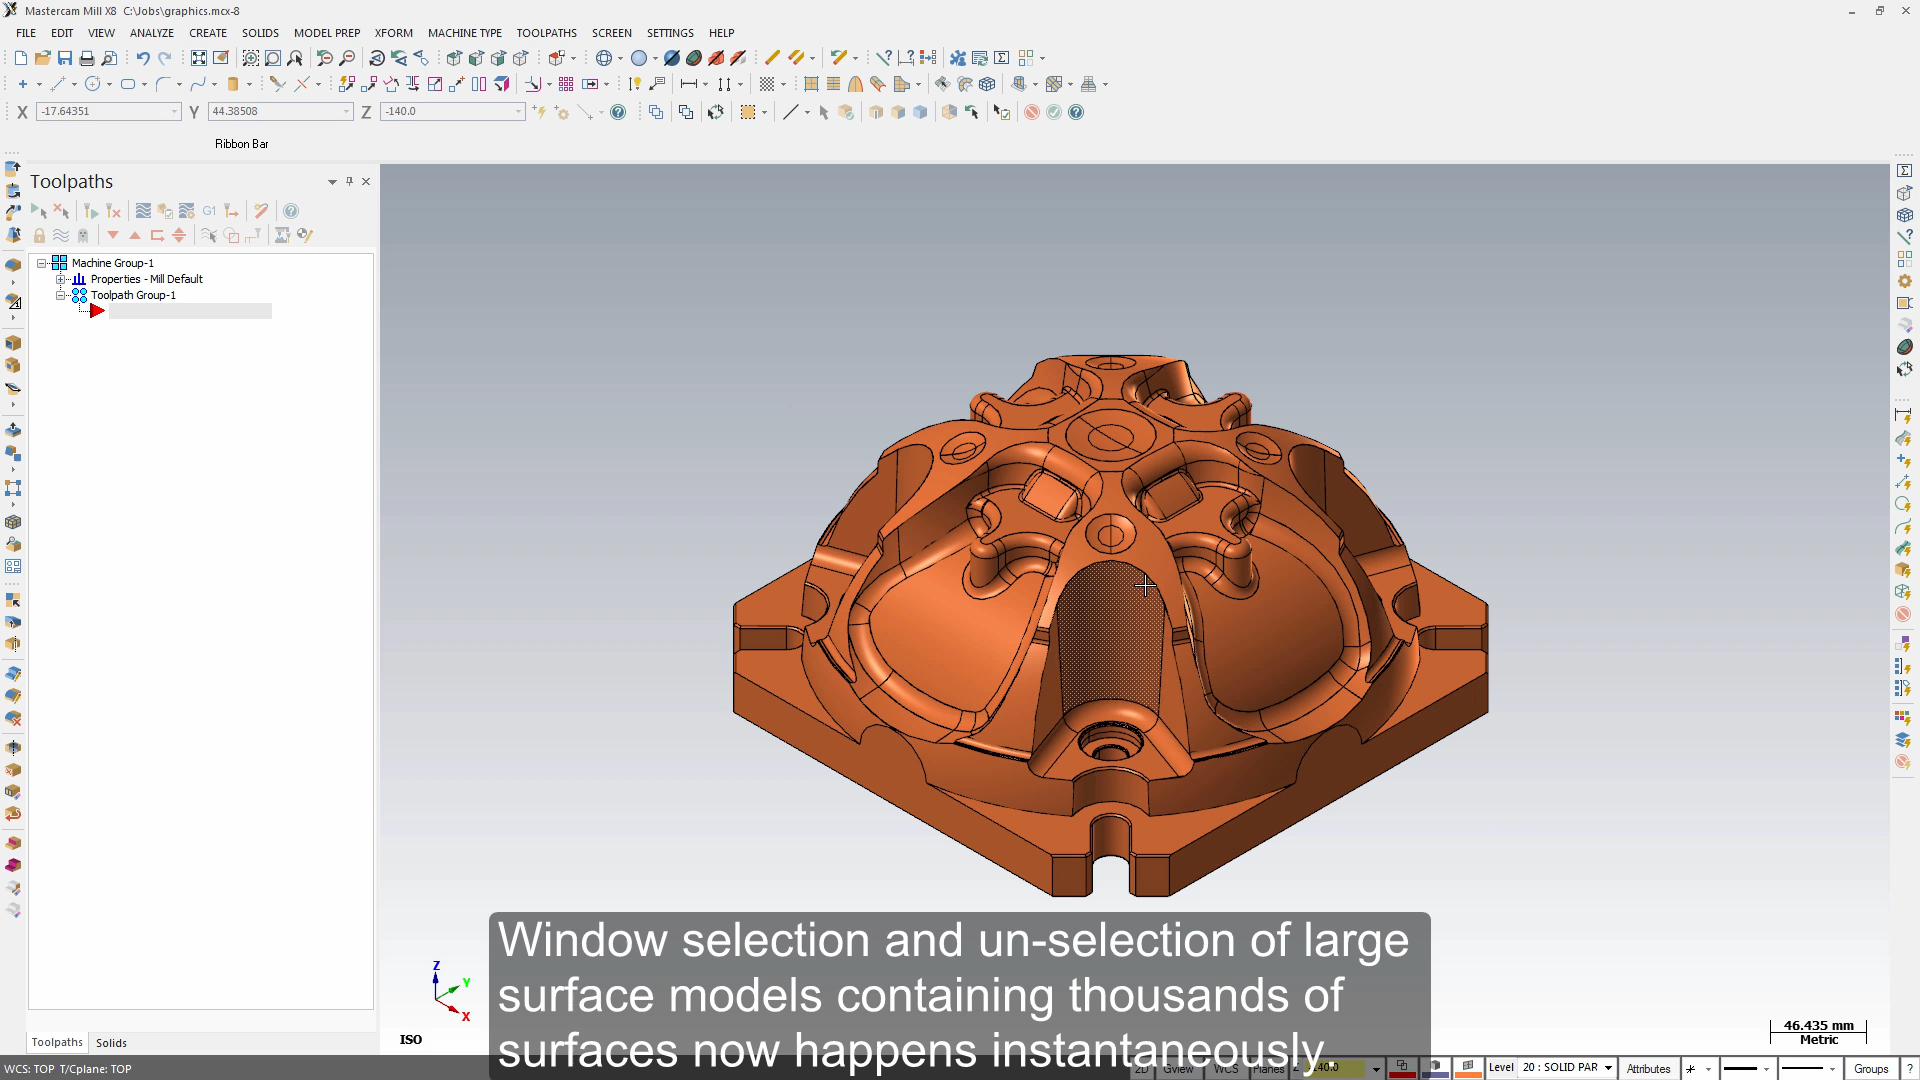 Mastercam Mill X8 C:\Jobs\graphics.mcx-8
FILE EDIT VIEW ANALYZE CREATE SOLIDS MODEL PREP XFORM MACHINE TYPE TOOLPATHS SCREEN SETTINGS HELP
X -17.64351 Y 44.38508 Z -140.0
Ribbon Bar
Toolpaths
G1
Machine Group-1
Properties - Mill Default
Toolpath Group-1
Z
Y
X
ISO
46.435 mm
Metric
Window selection and un-selection of large
surface models containing thousands of
surfaces now happens instantaneously.
Toolpaths Solids
WCS: TOP T/Cplane: TOP
2D Gview WCS Planes Z -140.0 Level 20 : SOLID PAR Attributes Groups ?